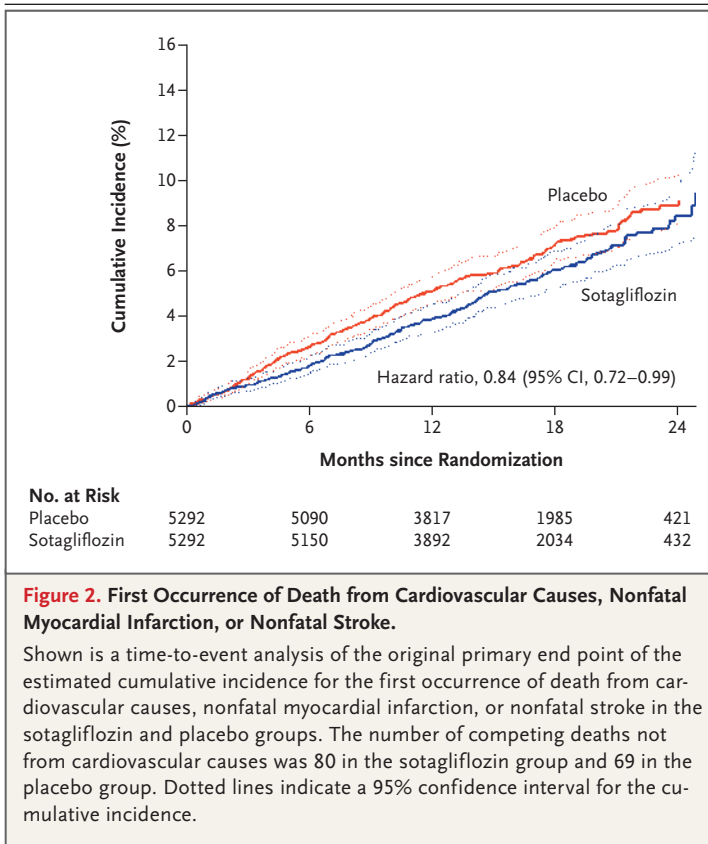 16
14
12
10
8
6
4
2
0
Cumulative Incidence (%)
Placebo
Sotagliflozin
Hazard ratio, 0.84 (95% CI, 0.72–0.99)
0 6 12 18 24
Months since Randomization
No. at Risk
Placebo 5292 5090 3817 1985 421
Sotagliflozin 5292 5150 3892 2034 432
Figure 2. First Occurrence of Death from Cardiovascular Causes, Nonfatal
Myocardial Infarction, or Nonfatal Stroke.
Shown is a time-to-event analysis of the original primary end point of the
estimated cumulative incidence for the first occurrence of death from car-
diovascular causes, nonfatal myocardial infarction, or nonfatal stroke in the
sotagliflozin and placebo groups. The number of competing deaths not
from cardiovascular causes was 80 in the sotagliflozin group and 69 in the
placebo group. Dotted lines indicate a 95% confidence interval for the cu-
mulative incidence.